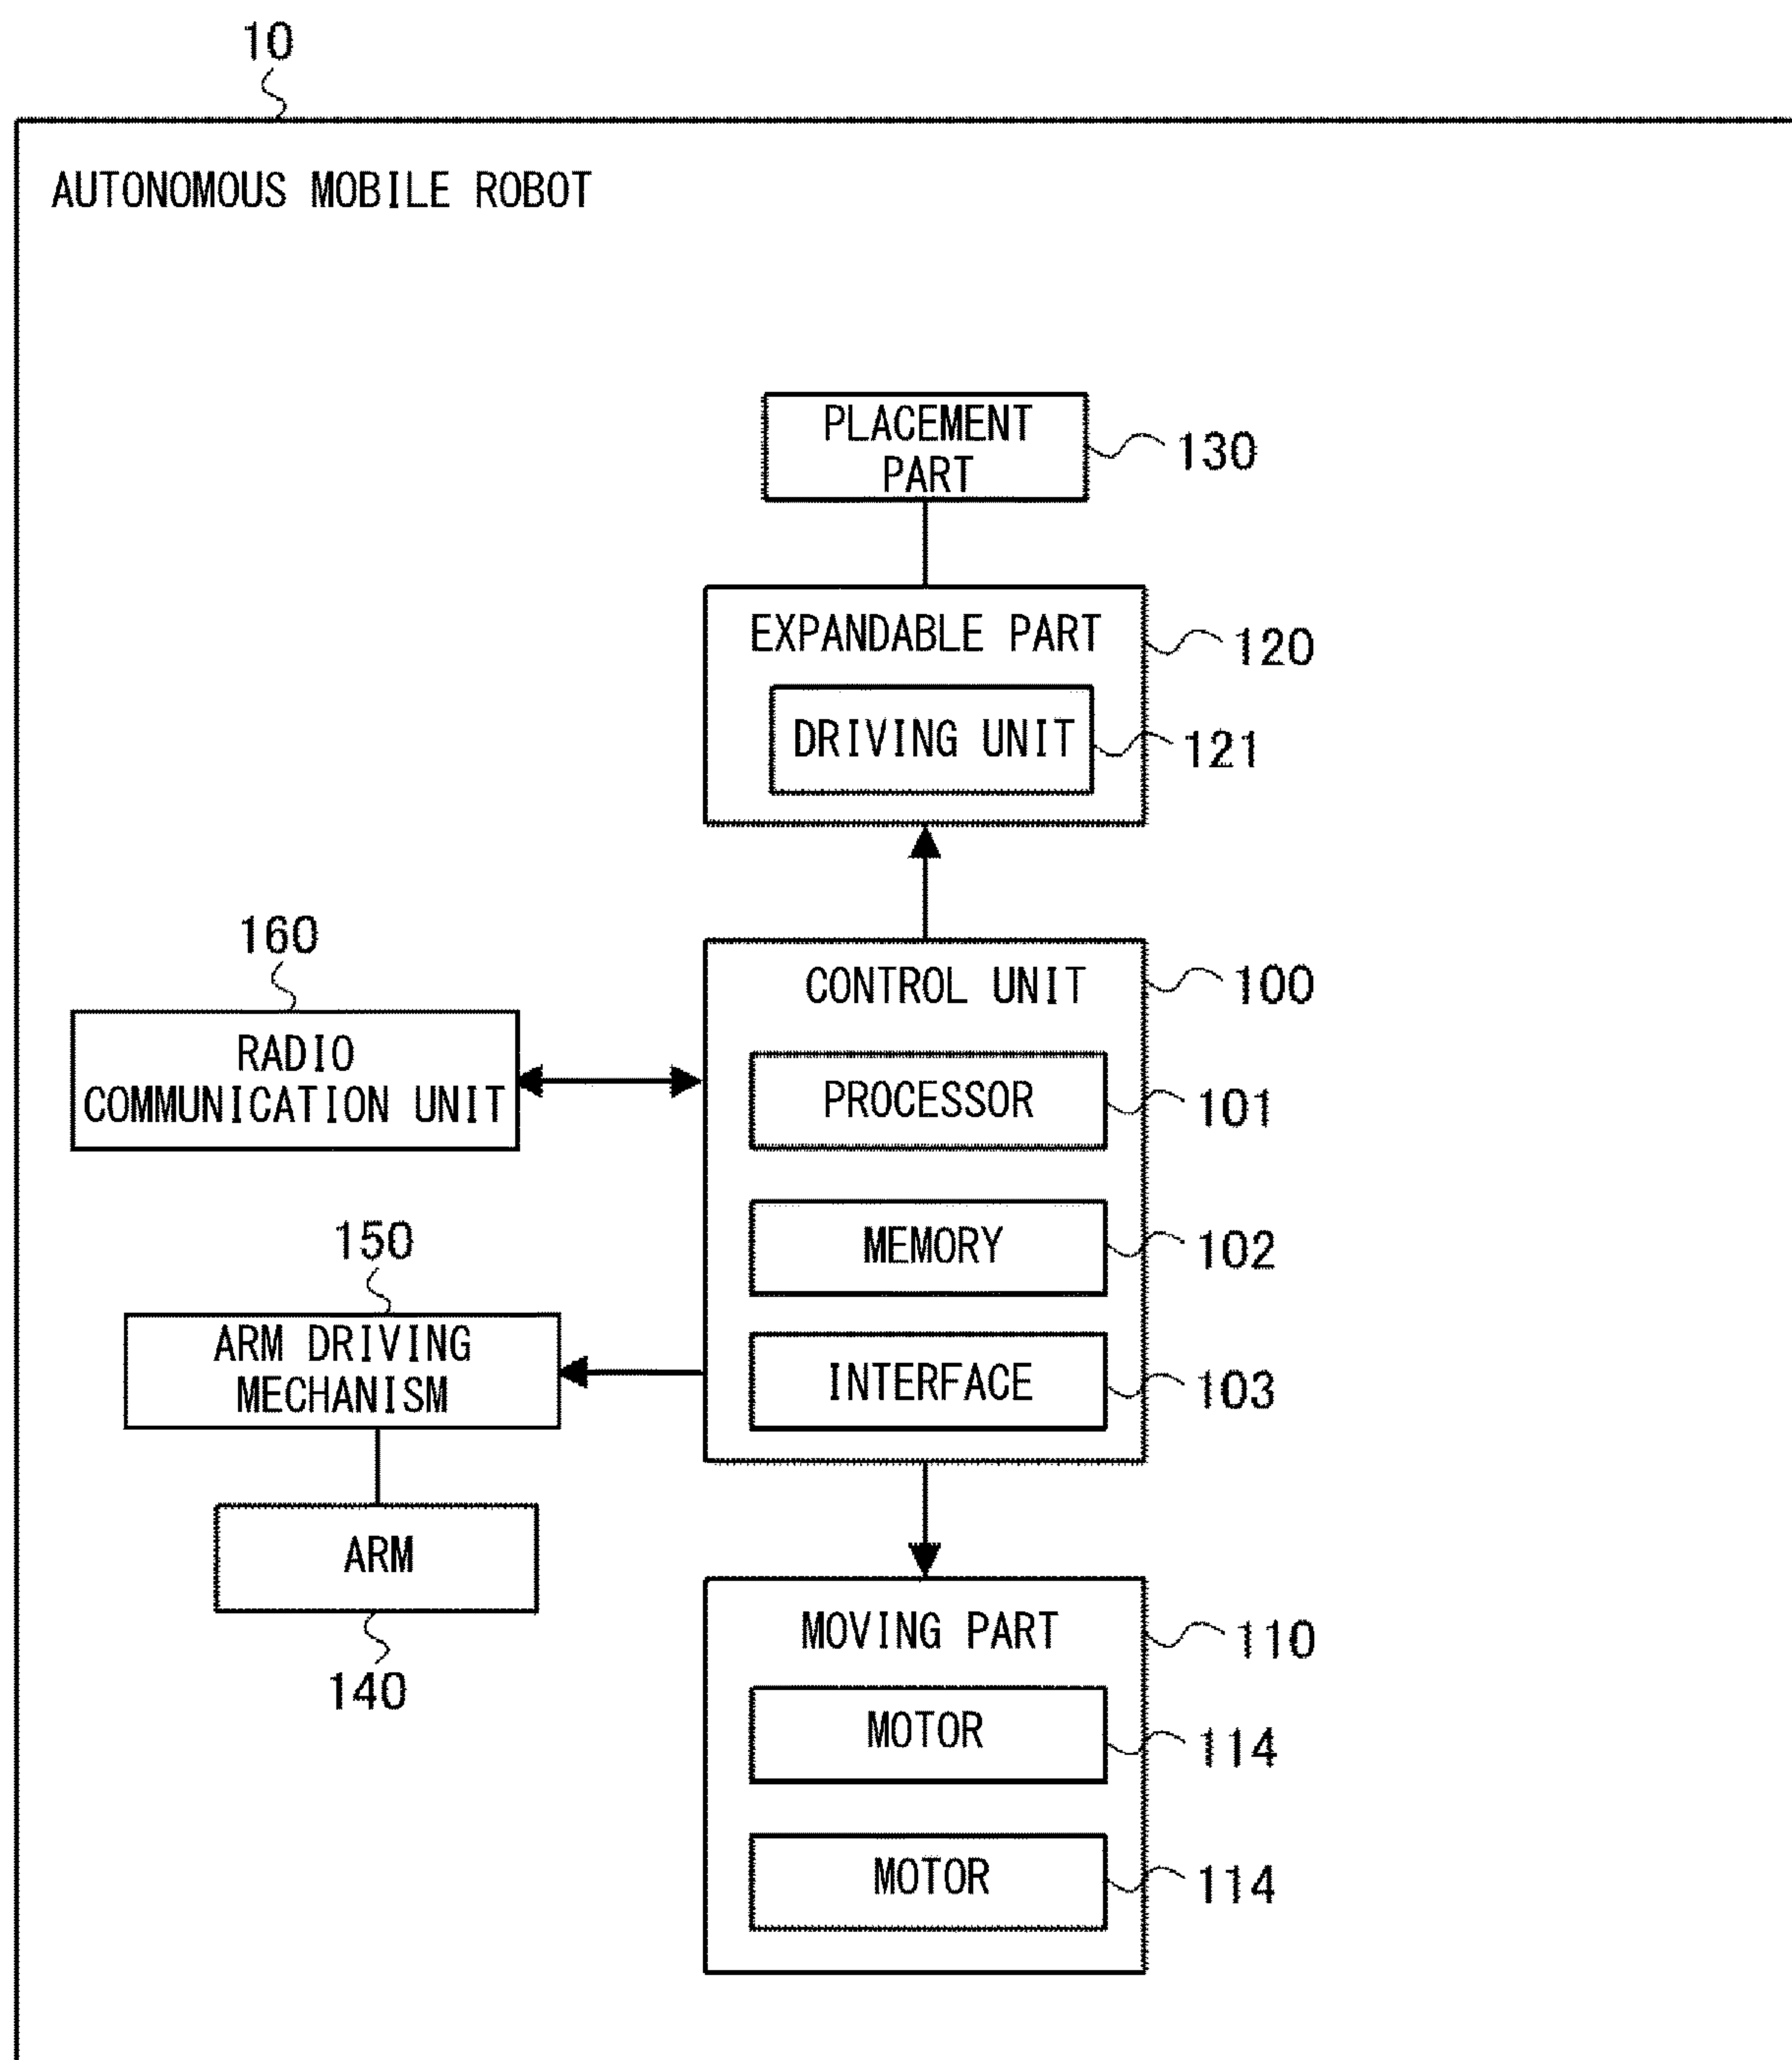 10
AUTONOMOUS MOBILE ROBOT
PLACEMENT
PART
130
EXPANDABLE PART
120
DRIVING UNIT
121
160
RADIO
COMMUNICATION UNIT
CONTROL UNIT
100
PROCESSOR
101
MEMORY
102
INTERFACE
103
150
ARM DRIVING
MECHANISM
ARM
140
MOVING PART
110
MOTOR
114
MOTOR
114